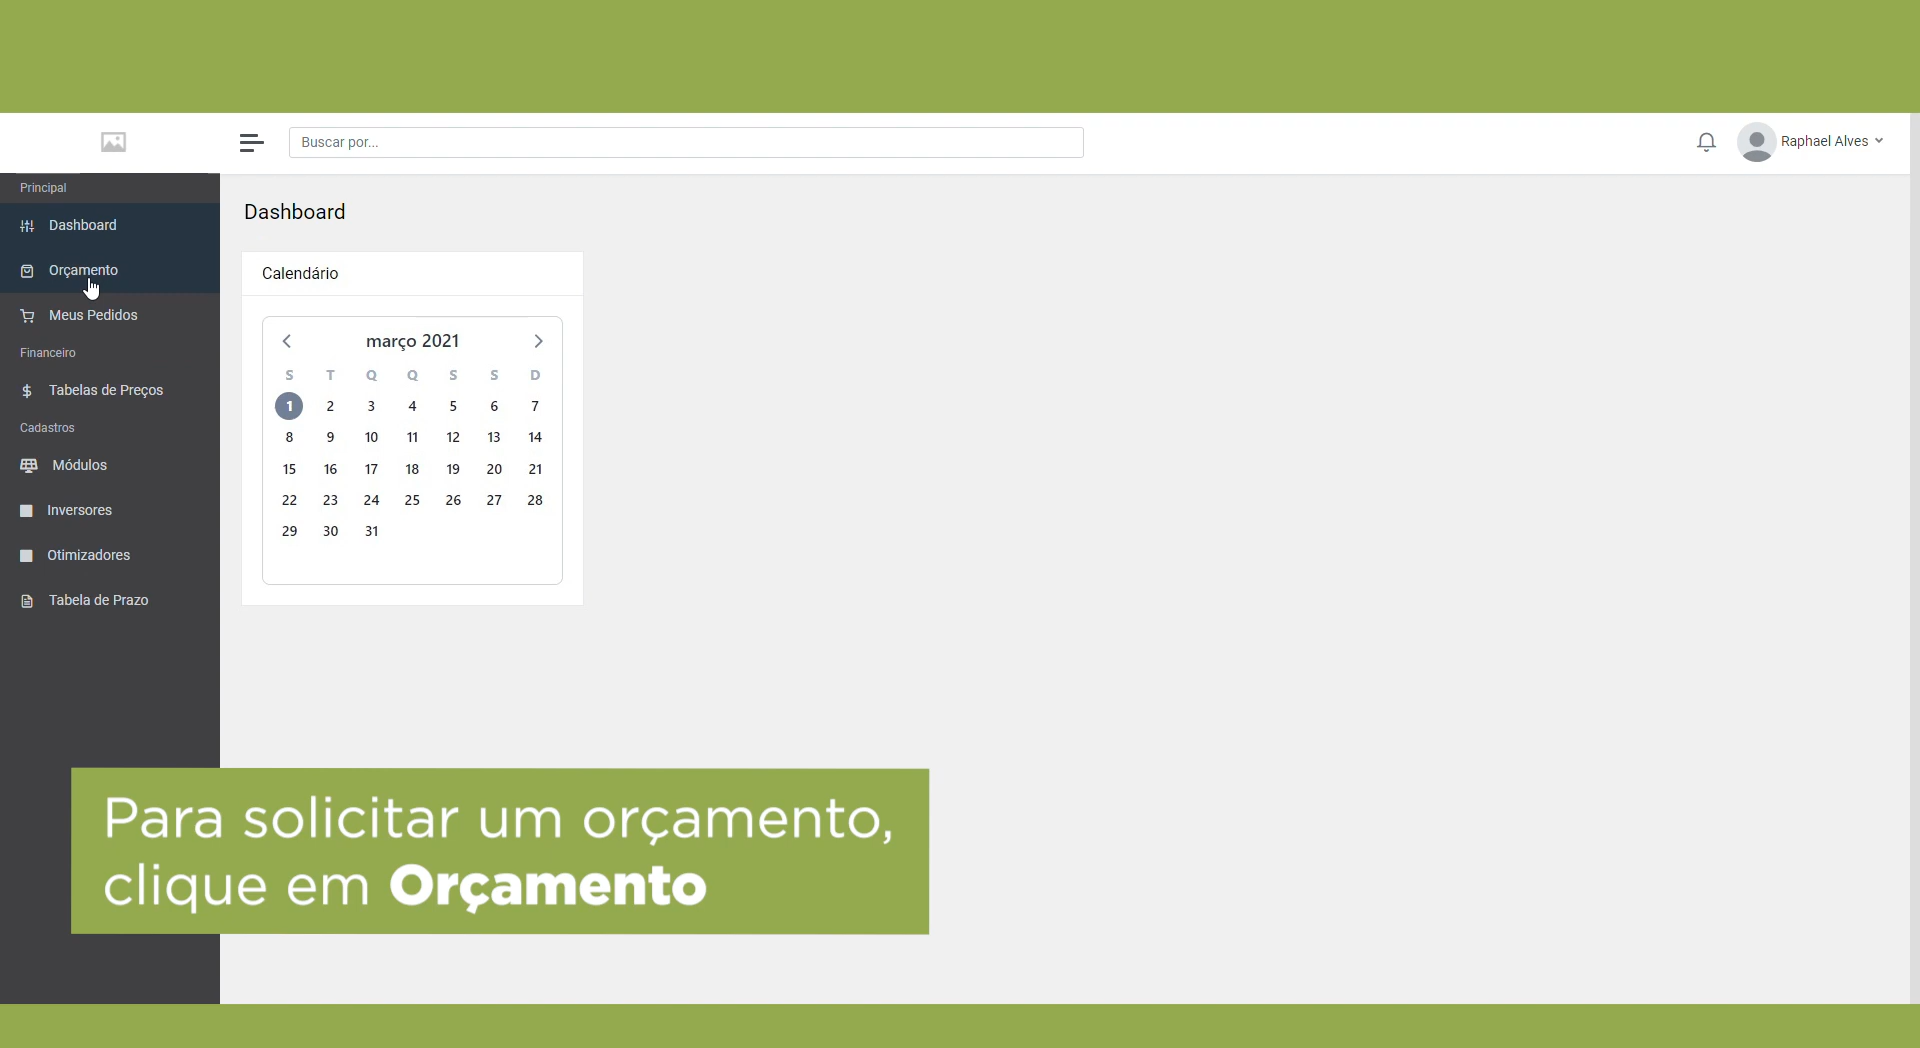 Buscar por...
Raphael Alves
Principal
Dashboard
Orçamento
Meus Pedidos
Financeiro
Tabelas de Preços
Cadastros
Módulos
Inversores
Otimizadores
Tabela de Prazo
Dashboard
Calendário
março 2021
S T Q Q S S D
1 2 3 4 5 6 7
8 9 10 11 12 13 14
15 16 17 18 19 20 21
22 23 24 25 26 27 28
29 30 31
Para solicitar um orçamento,
clique em Orçamento